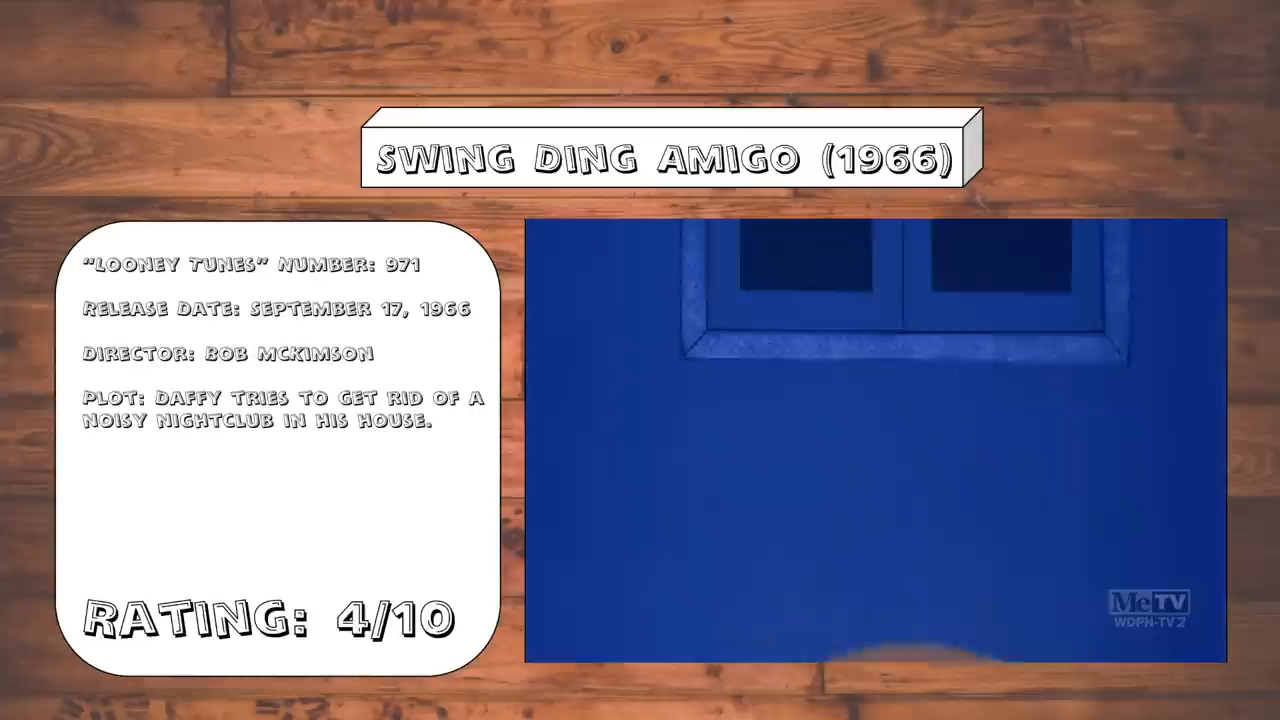 SWING DING AMIGO (1966)
"LOONEY TUNES" NUMBER: 971
RELEASE DATE: SEPTEMBER 17, 1966
DIRECTOR: BOB MCKIMSON
PLOT: DAFFY TRIES TO GET RID OF A
NOISY NIGHTCLUB IN HIS HOUSE.
RATING: 4/10
MeTV
WDPN-TV 2